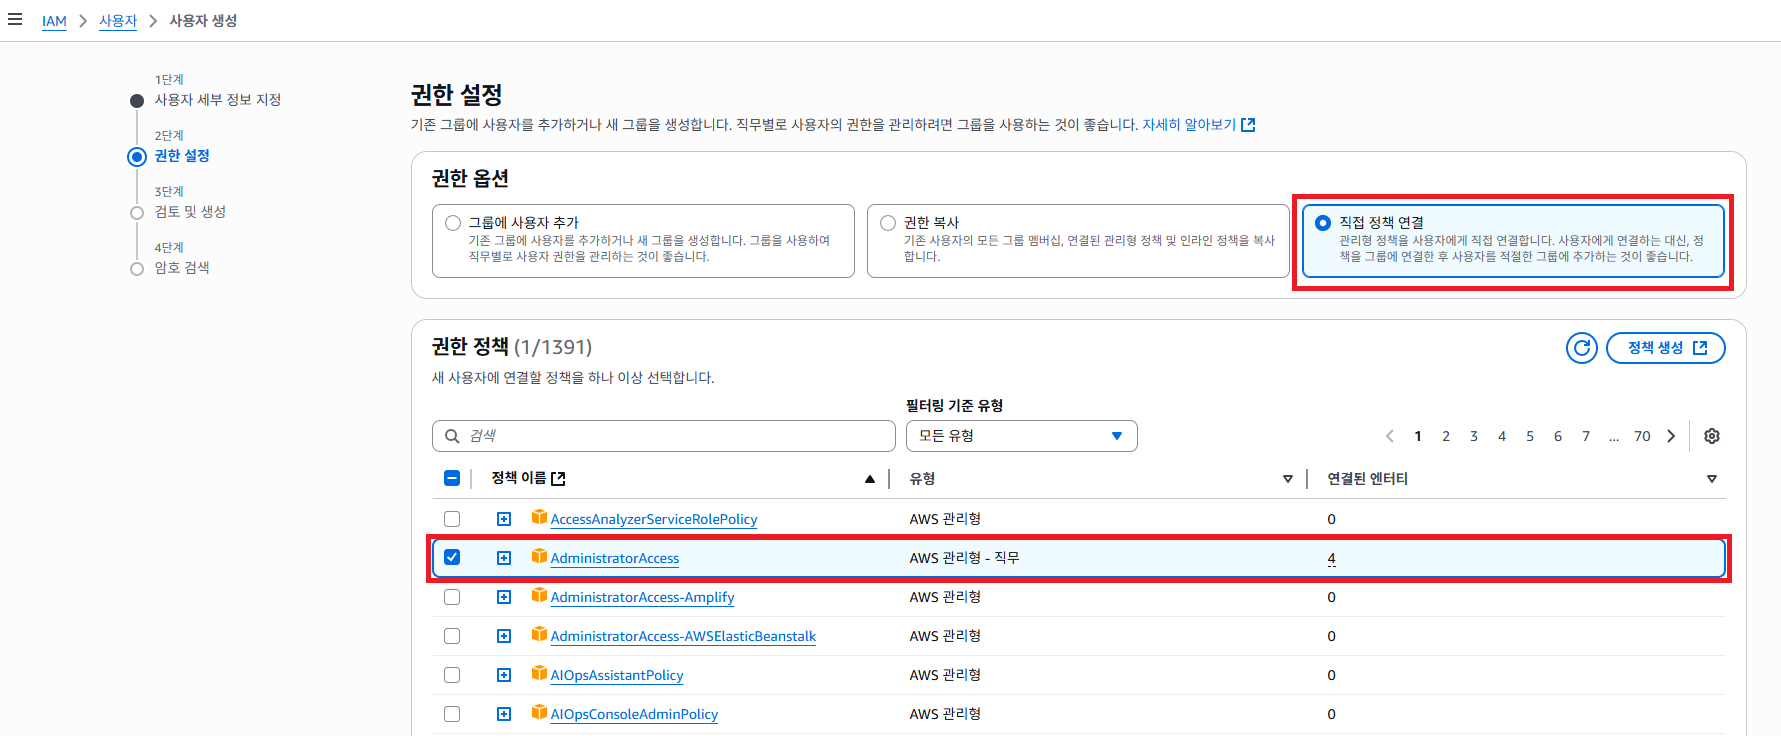 IAM > 사용자 > 사용자 생성
1단계
사용자 세부 정보 지정
2단계
권한 설정
3단계
검토 및 생성
4단계
암호 검색
권한 설정
기존 그룹에 사용자를 추가하거나 새 그룹을 생성합니다. 직무별로 사용자의 권한을 관리하려면 그룹을 사용하는 것이 좋습니다. 자세히 알아보기
권한 옵션
그룹에 사용자 추가
기존 그룹에 사용자를 추가하거나 새 그룹을 생성합니다. 그룹을 사용하여
직무별로 사용자 권한을 관리하는 것이 좋습니다.
권한 복사
기존 사용자의 모든 그룹 멤버십, 연결된 관리형 정책 및 인라인 정책을 복사
합니다.
직접 정책 연결
관리형 정책을 사용자에게 직접 연결합니다. 사용자에게 연결하는 대신, 정
책을 그룹에 연결한 후 사용자를 적절한 그룹에 추가하는 것이 좋습니다.
권한 정책 (1/1391)
정책 생성
새 사용자에 연결할 정책을 하나 이상 선택합니다.
필터링 기준 유형
검색
모든 유형
1 2 3 4 5 6 7 ... 70
정책 이름 유형 연결된 엔터티
AccessAnalyzerServiceRolePolicy AWS 관리형 0
AdministratorAccess AWS 관리형 - 직무 4
AdministratorAccess-Amplify AWS 관리형 0
AdministratorAccess-AWSElasticBeanstalk AWS 관리형 0
AIOpsAssistantPolicy AWS 관리형 0
AIOpsConsoleAdminPolicy AWS 관리형 0